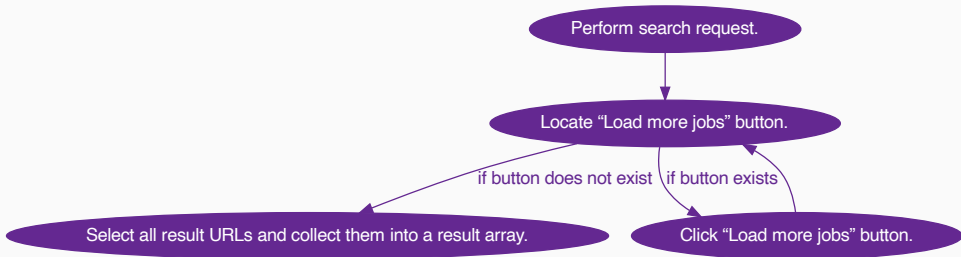 Perform search request.
Locate “Load more jobs” button.
if button does not exist
if button exists
Select all result URLs and collect them into a result array.
Click “Load more jobs” button.